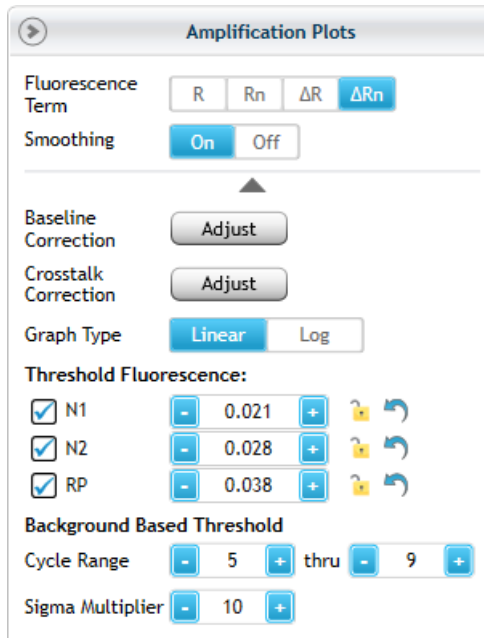 Amplification Plots
Fluorescence
Term
R Rn ΔR ΔRn
Smoothing On Off
Baseline
Correction
Adjust
Crosstalk
Correction
Adjust
Graph Type Linear Log
Threshold Fluorescence:
N1 - 0.021 +
N2 - 0.028 +
RP - 0.038 +
Background Based Threshold
Cycle Range - 5 + thru - 9 +
Sigma Multiplier - 10 +